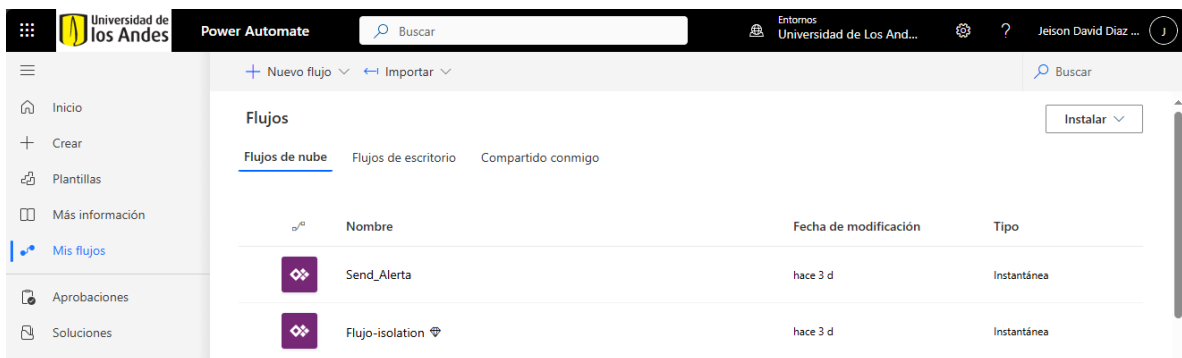 Universidad de
los Andes
Power Automate
Buscar
Entornos
Universidad de Los And...
?
Jeison David Diaz ...
J
Nuevo flujo
Importar
Buscar
Inicio
Crear
Plantillas
Más información
Mis flujos
Aprobaciones
Soluciones
Flujos
Instalar
Flujos de nube Flujos de escritorio Compartido conmigo
Nombre Fecha de modificación Tipo
Send_Alerta hace 3 d Instantánea
Flujo-isolation hace 3 d Instantánea